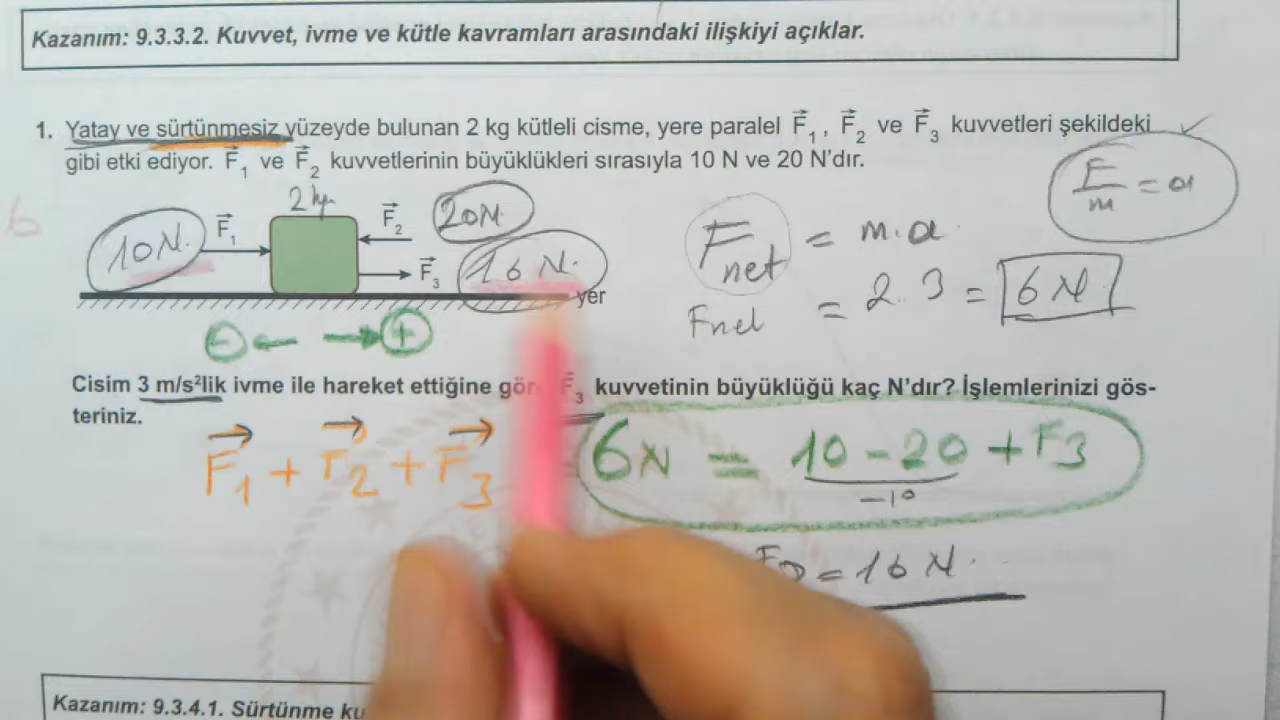 Kazanım: 9.3.3.2. Kuvvet, ivme ve kütle kavramları arasındaki ilişkiyi açıklar.
1. Yatay ve sürtünmesiz yüzeyde bulunan 2 kg kütleli cisme, yere paralel F⃗₁, F⃗₂ ve F⃗₃ kuvvetleri şekildeki
gibi etki ediyor. F⃗₁ ve F⃗₂ kuvvetlerinin büyüklükleri sırasıyla 10 N ve 20 N'dır.
F/m = a
6
10 N.
F⃗₁
2 kg
F⃗₂
20N
F⃗₃
16 N.
yer
Fnet = m.a
Fnet = 2.3 = 6N
- ← → +
Cisim 3 m/s²lik ivme ile hareket ettiğine gör F⃗₃ kuvvetinin büyüklüğü kaç N'dır? İşlemlerinizi gös-
teriniz.
F⃗₁ + F⃗₂ + F⃗₃
6N = 10 - 20 + F3
-10
= 16 N.
Kazanım: 9.3.4.1. Sürtünme ku